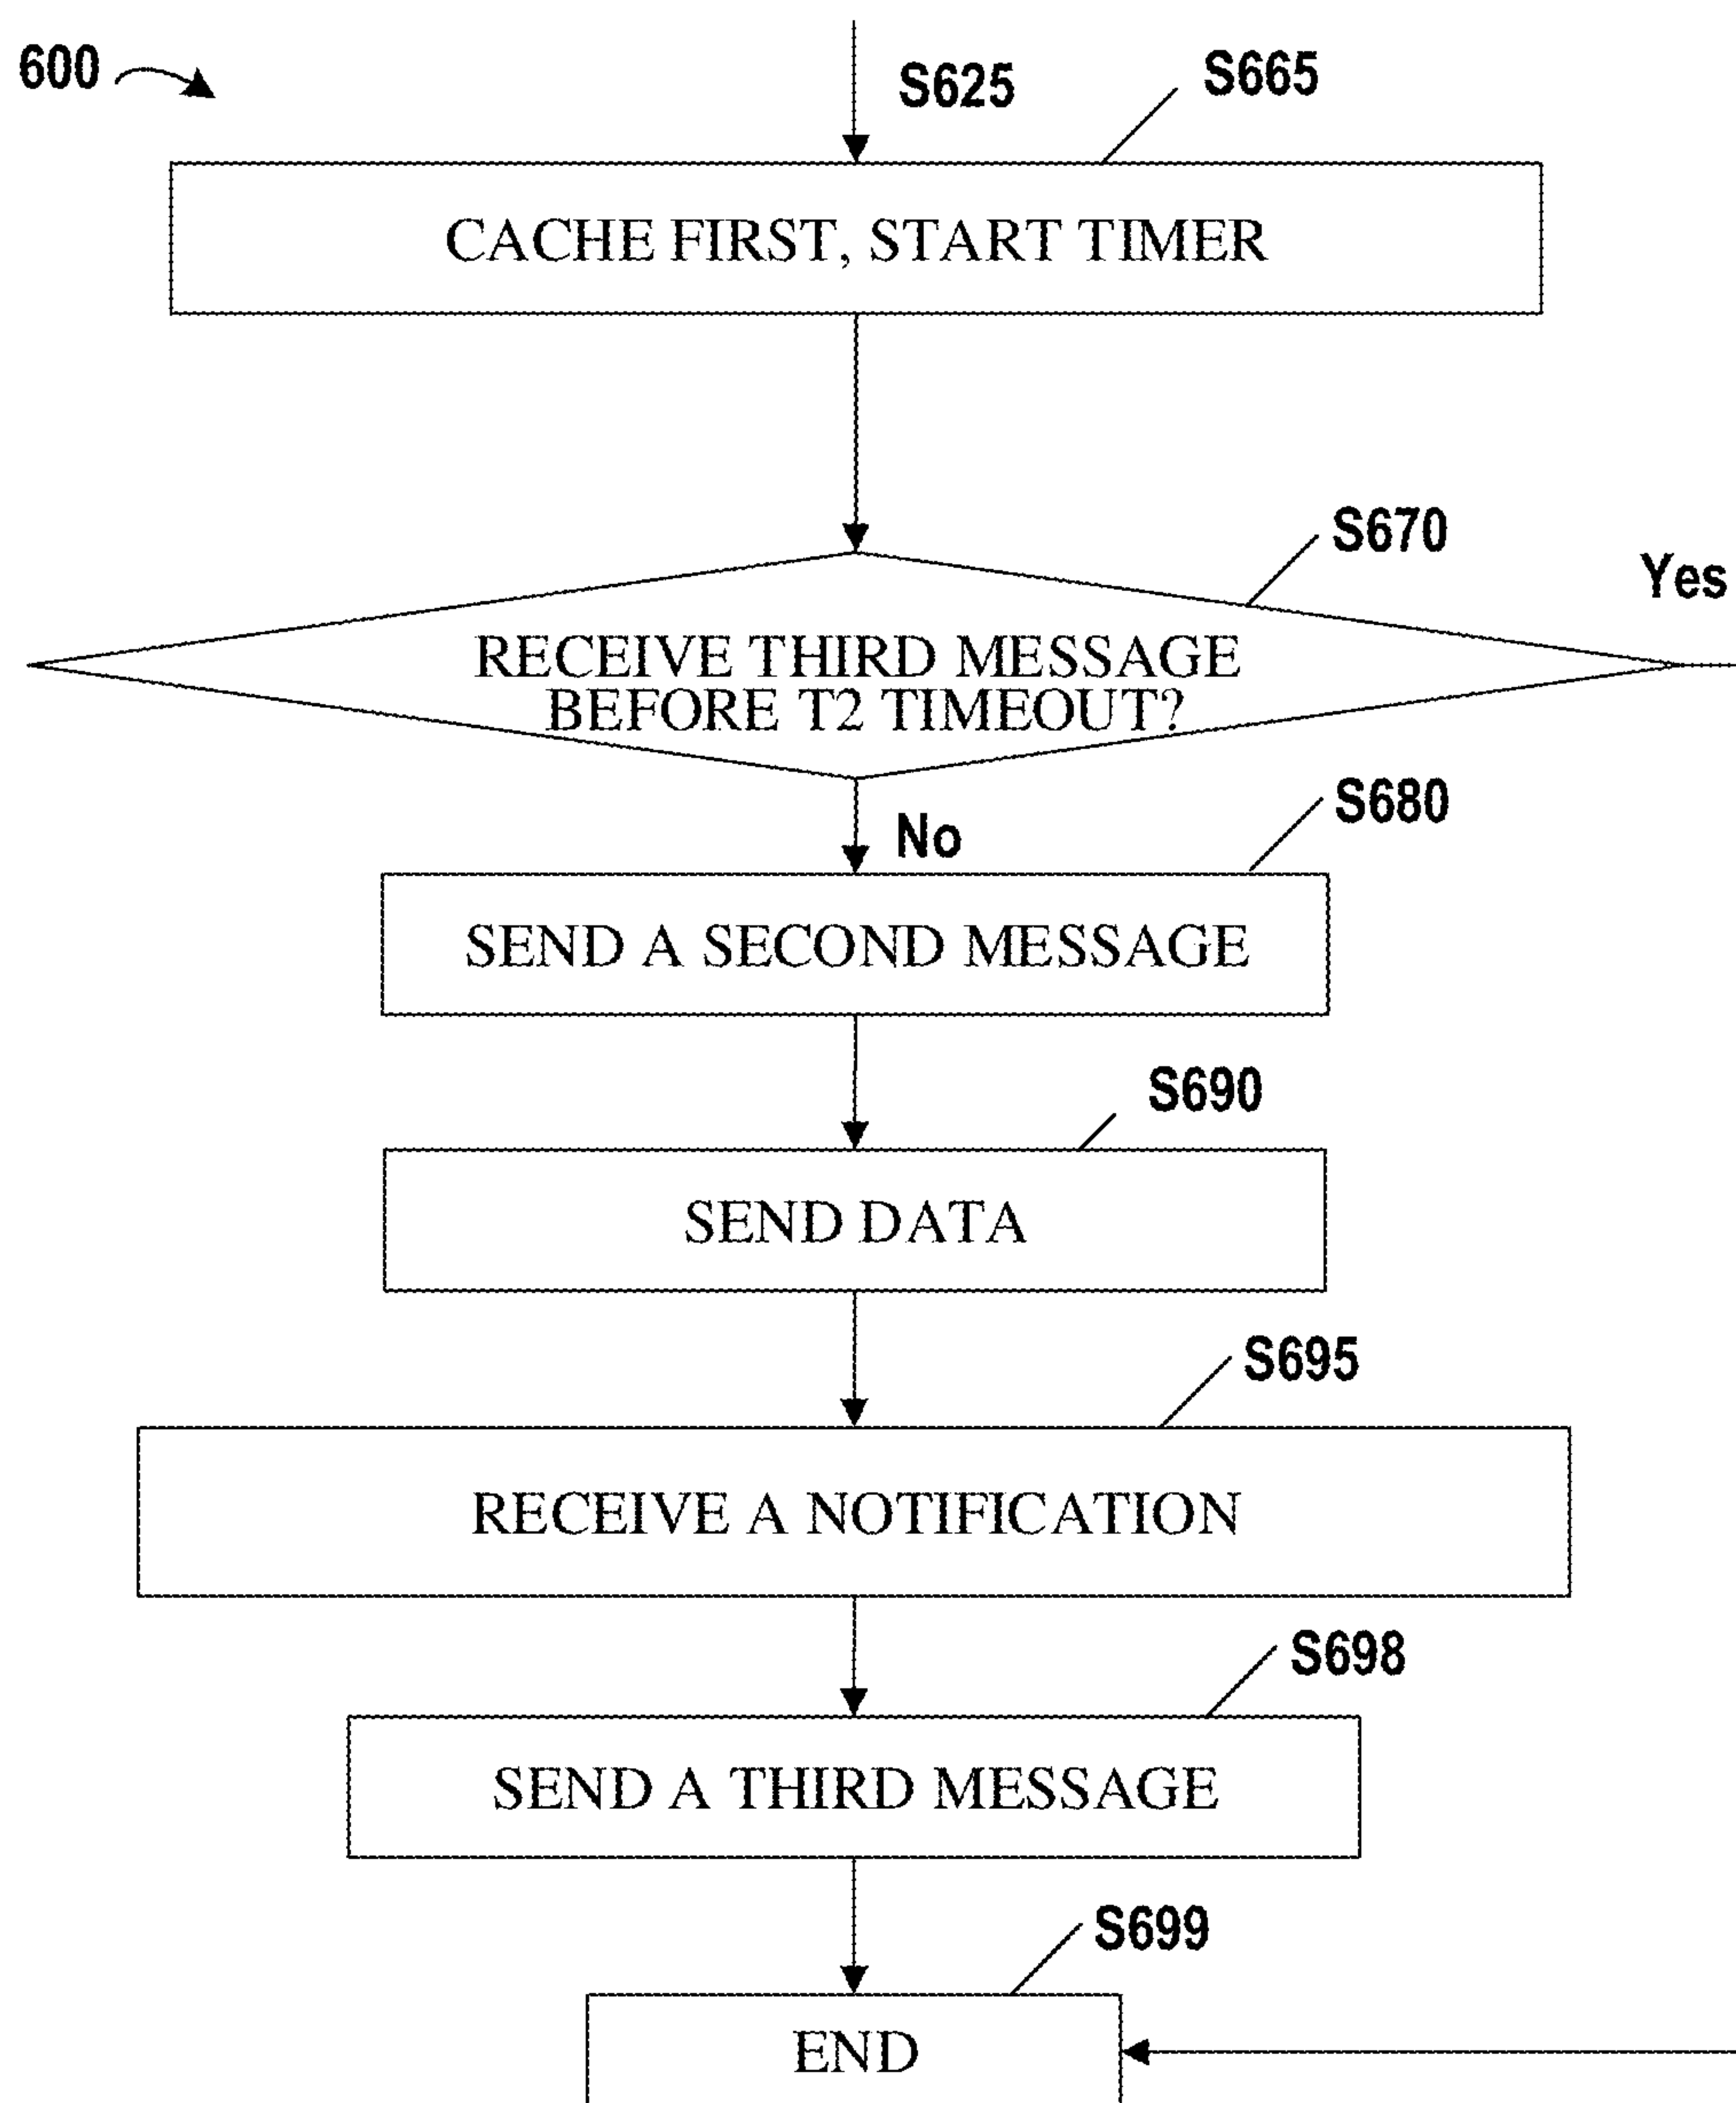 600
S625
S665
CACHE FIRST, START TIMER
S670
Yes
RECEIVE THIRD MESSAGE
BEFORE T2 TIMEOUT?
No
S680
SEND A SECOND MESSAGE
S690
SEND DATA
S695
RECEIVE A NOTIFICATION
S698
SEND A THIRD MESSAGE
S699
END